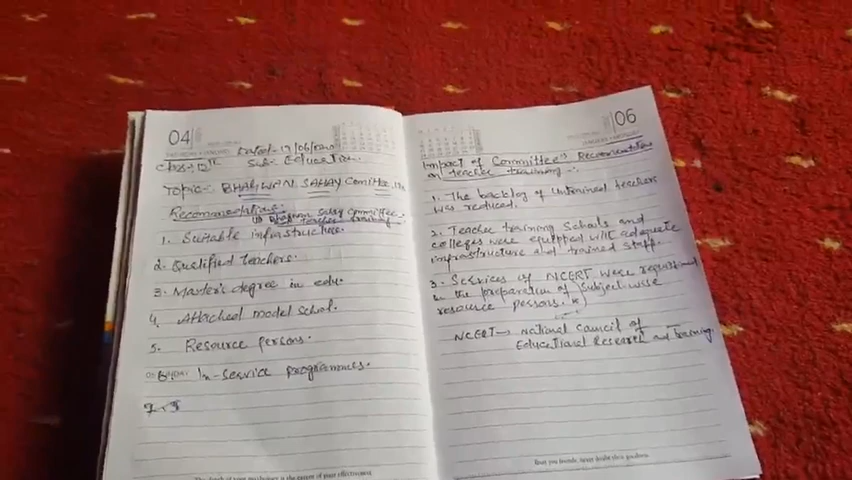 04
Dated-17/06/2020
Class-12th Sub- Education.
Topic- BHAGWAN SAHAY Comittee,
Recommendations:
Bhagwan Sahay Committee
teacher training
1. Suitable infrastructure.
2. Qualified teachers.
3. Master's degree in edu.
4. Attached model school.
5. Resource persons.
6. In-service programmes.
7.
06
Impact of Committee's Recommendation
on teacher training -:
1. The backlog of untrained teachers
was reduced.
2. Teacher training schools and
colleges were equipped with adequate
infrastructure and trained staff.
3. Services of NCERT were requisitioned
in the preparation of subject-wise
resource persons.
NCERT → National Council of
Educational Research and Training.